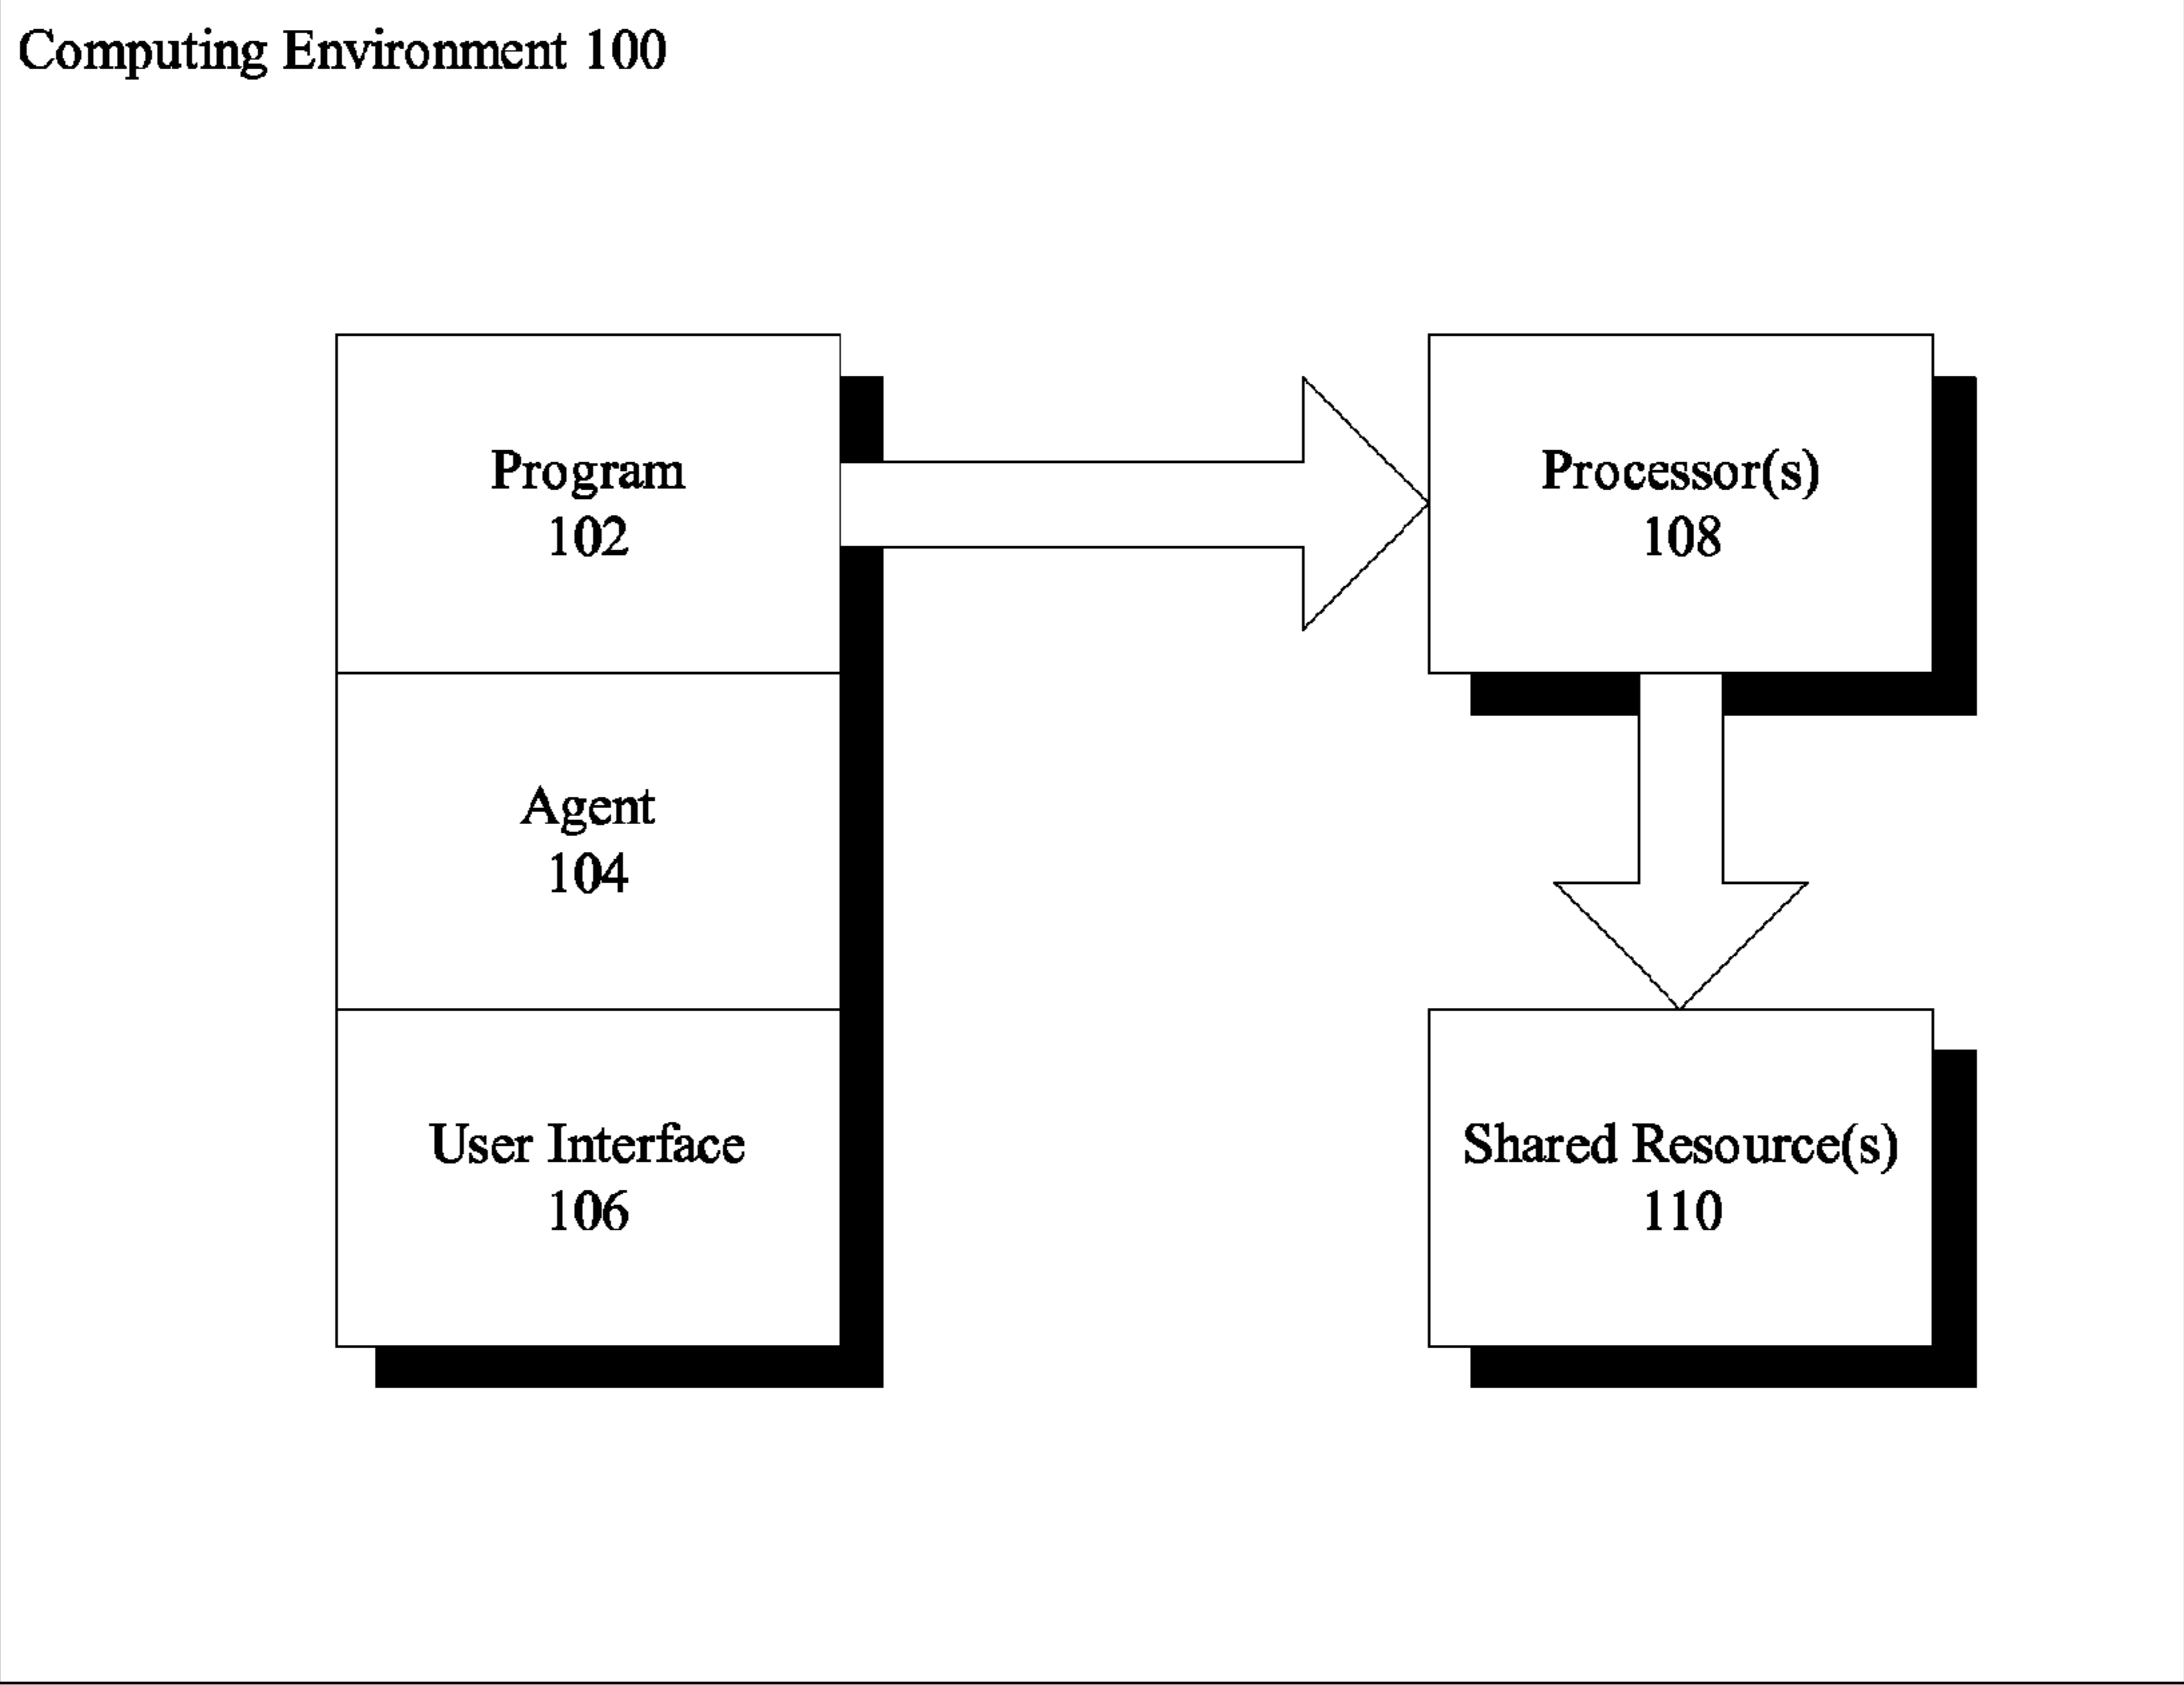 Computing Environment 100
Program
102
Processor(s)
108
Agent
104
User Interface
106
Shared Resource(s)
110